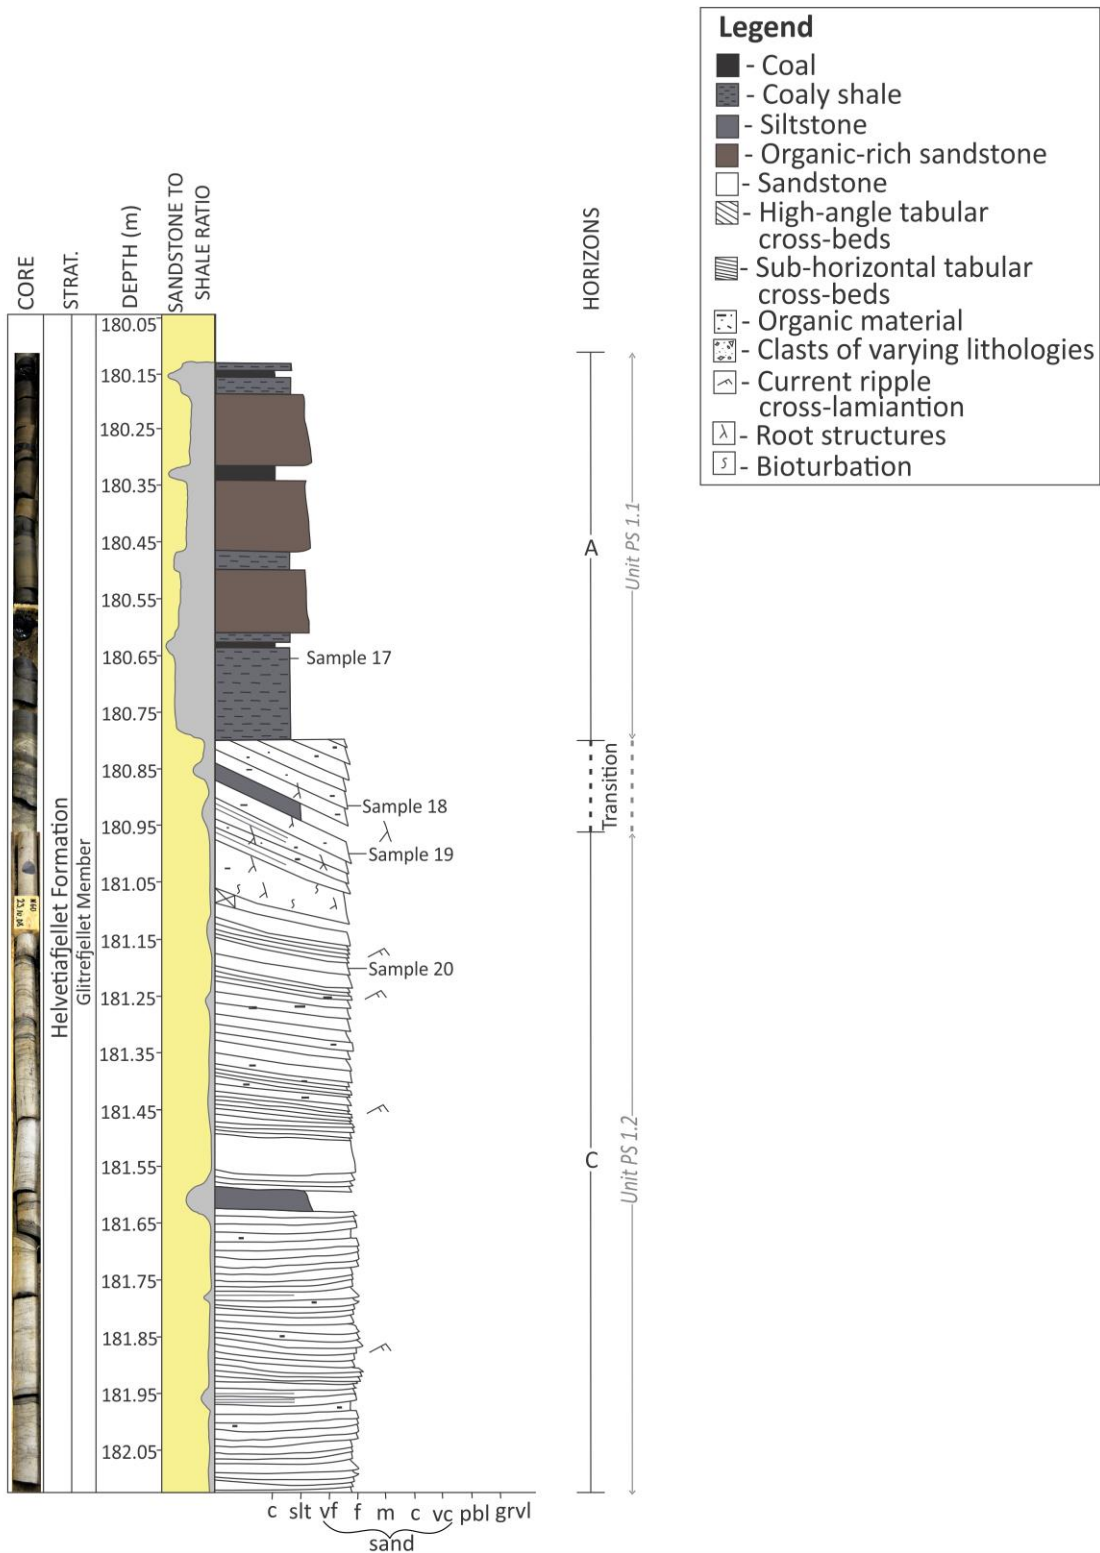 Legend
- Coal
- Coaly shale
- Siltstone
- Organic-rich sandstone
- Sandstone
- High-angle tabular
cross-beds
- Sub-horizontal tabular
cross-beds
- Organic material
- Clasts of varying lithologies
- Current ripple
cross-lamiantion
- Root structures
- Bioturbation
CORE
STRAT.
DEPTH (m)
SANDSTONE TO
SHALE RATIO
HORIZONS
180.05
180.15
180.25
180.35
180.45
180.55
180.65
180.75
180.85
180.95
181.05
181.15
181.25
181.35
181.45
181.55
181.65
181.75
181.85
181.95
182.05
Helvetiafjellet Formation
Glitrefjellet Member
Sample 17
Sample 18
Sample 19
Sample 20
A
Unit PS 1.1
Transition
C
Unit PS 1.2
c slt vf f m c vc pbl grvl
sand